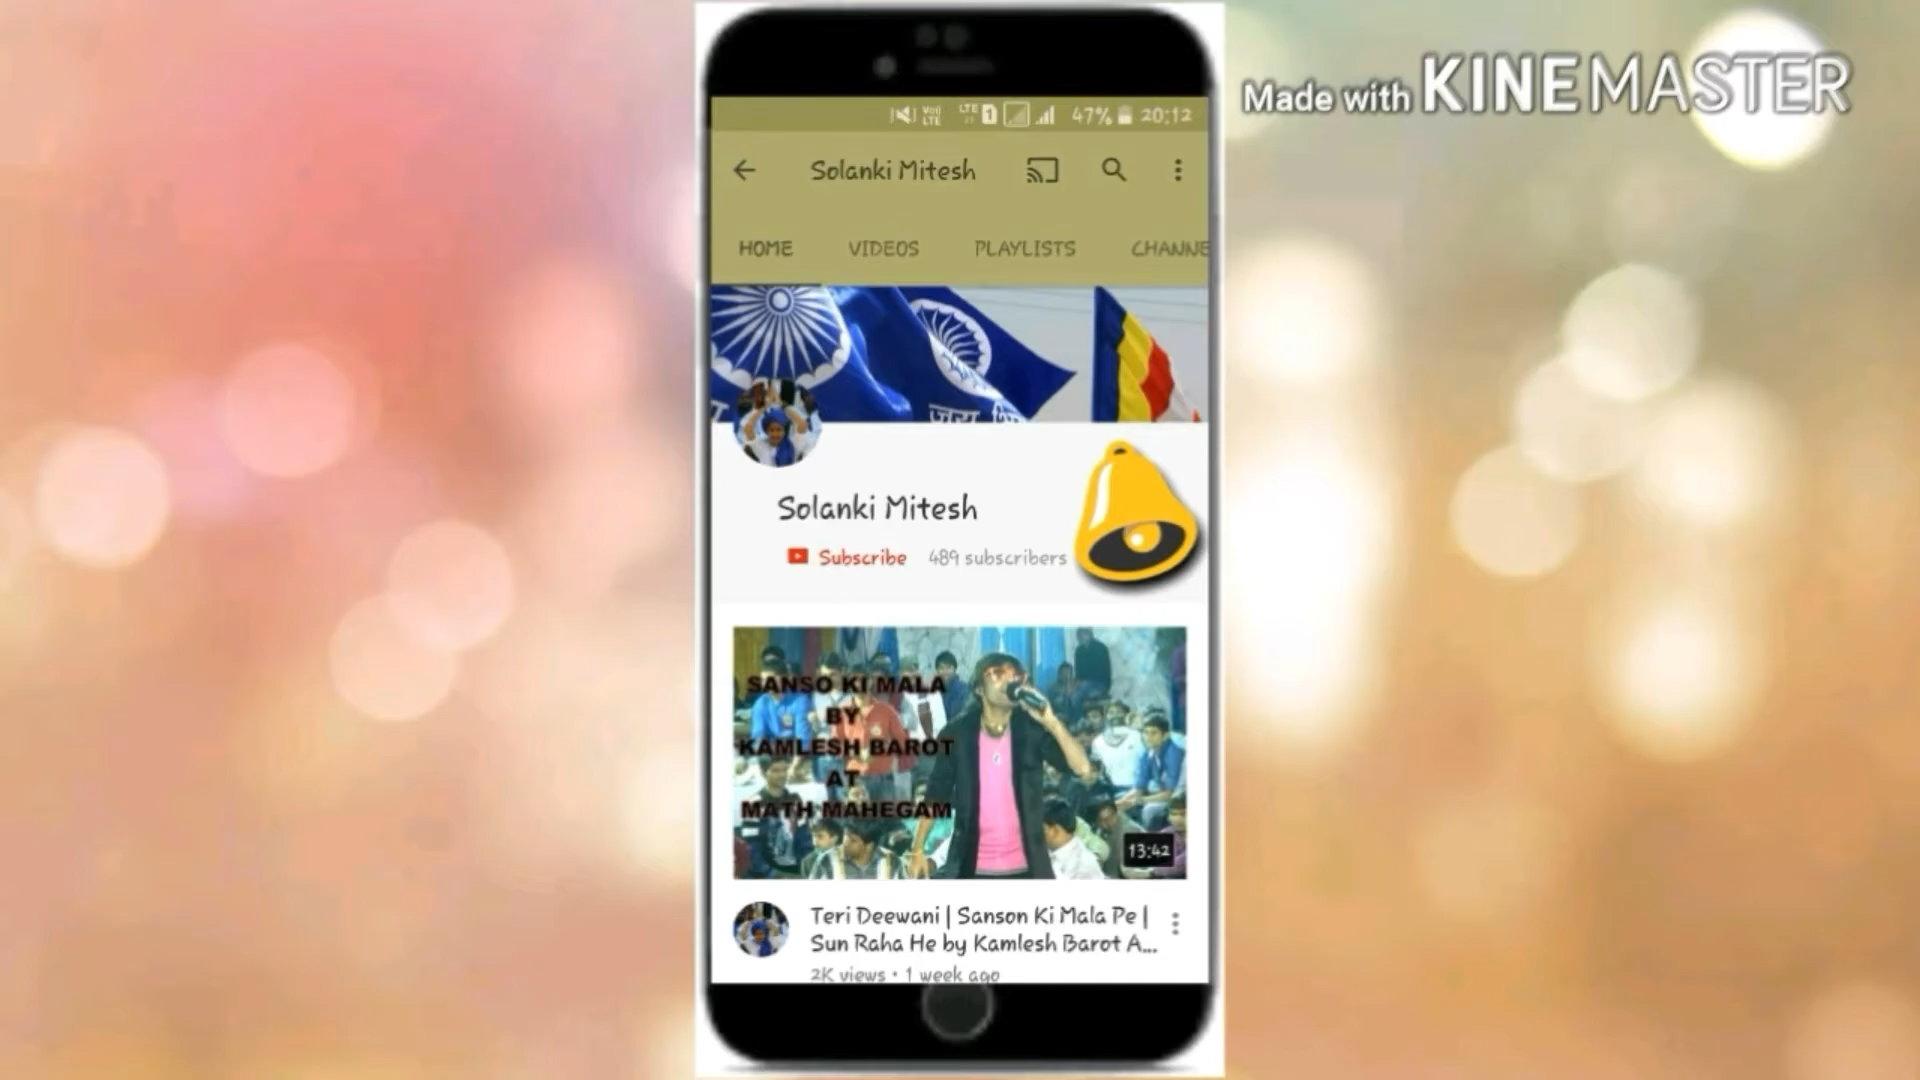 Made with KINEMASTER
LTE 1 47% 20:12
Solanki Mitesh
HOME VIDEOS PLAYLISTS CHANNE
Solanki Mitesh
Subscribe 489 subscribers
SANSO KI MALA
BY
KAMLESH BAROT
AT
MATH MAHEGAM
13:42
Teri Deewani | Sanson Ki Mala Pe |
Sun Raha He by Kamlesh Barot A...
2K views • 1 week ago